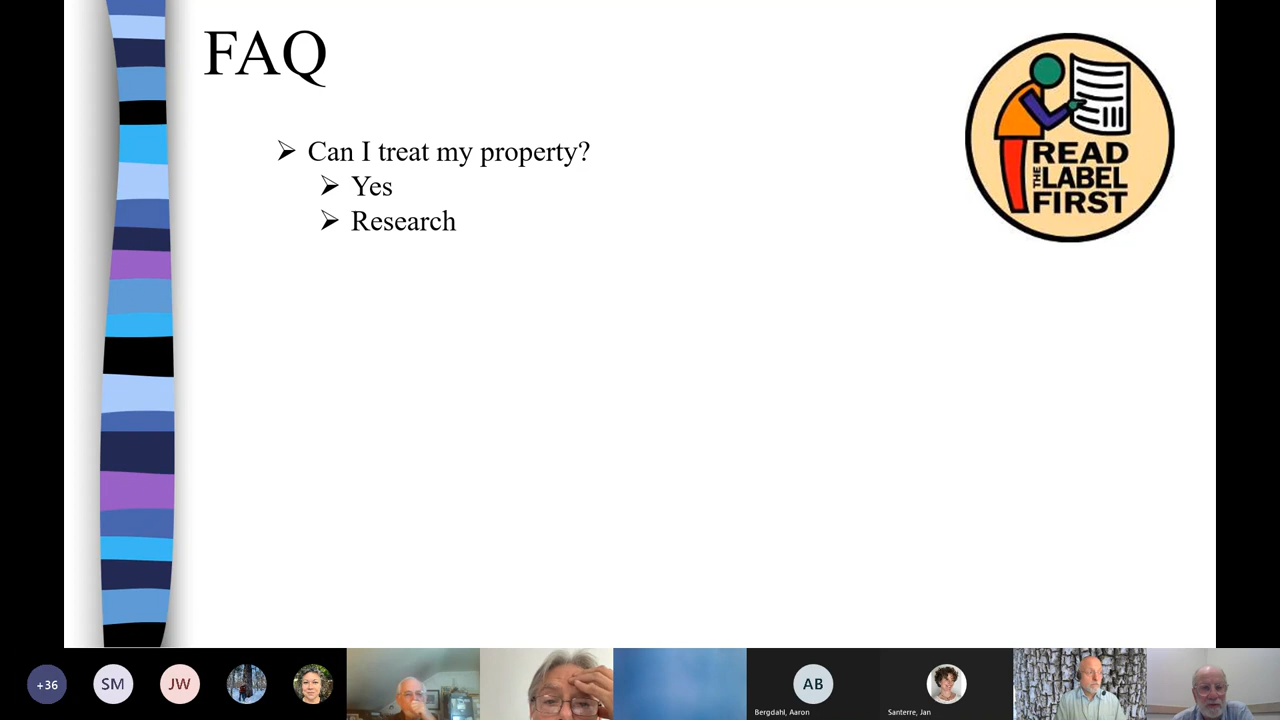 FAQ
Can I treat my property?
Yes
Research
READ
THE LABEL
FIRST
+36
SM
JW
AB
Bergdahl, Aaron
Santerre, Jan